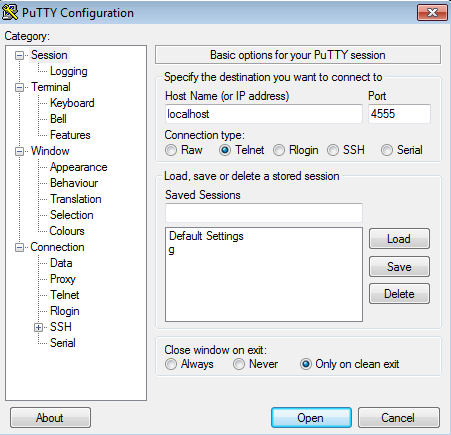 PuTTY Configuration
Category:
Session
Logging
Terminal
Keyboard
Bell
Features
Window
Appearance
Behaviour
Translation
Selection
Colours
Connection
Data
Proxy
Telnet
Rlogin
SSH
Serial
Basic options for your PuTTY session
Specify the destination you want to connect to
Host Name (or IP address) Port
localhost 4555
Connection type:
Raw Telnet Rlogin SSH Serial
Load, save or delete a stored session
Saved Sessions
Default Settings
g
Load
Save
Delete
Close window on exit:
Always Never Only on clean exit
About Open Cancel